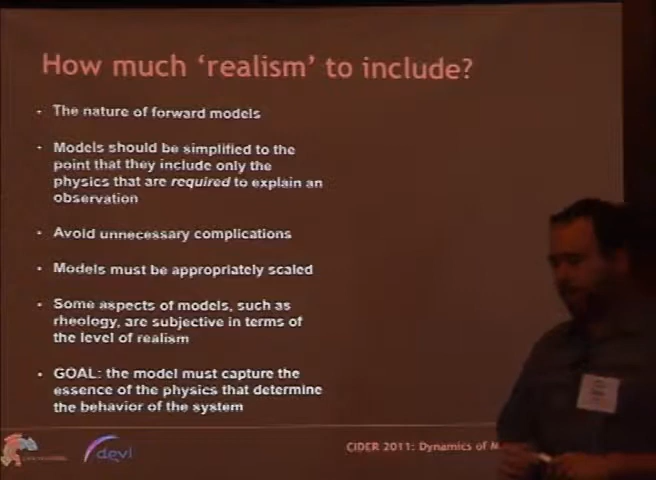 How much ‘realism’ to include?
• The nature of forward models
• Models should be simplified to the
point that they include only the
physics that are required to explain an
observation
• Avoid unnecessary complications
• Models must be appropriately scaled
• Some aspects of models, such as
rheology, are subjective in terms of
the level of realism
• GOAL: the model must capture the
essence of the physics that determine
the behavior of the system
CIDER 2011: Dynamics of M